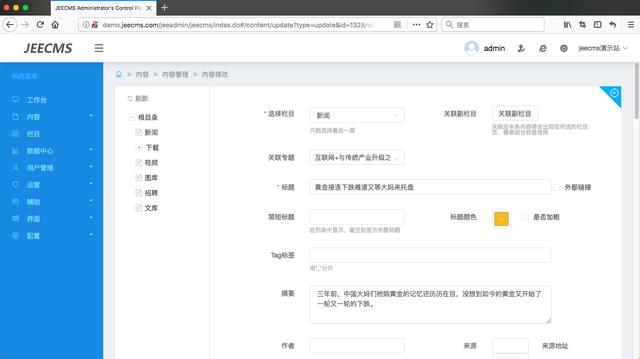 JEECMS Administrator's Control Pa
demo.jeecms.com/jeeadmin/jeecms/index.do#/content/update?type=update&id=132&no
搜索
JEECMS
admin
jeecms演示站
系统菜单
工作台
内容
栏目
数据中心
用户管理
运营
辅助
界面
配置
内容 » 内容管理 » 内容修改
刷新
根目录
新闻
下载
视频
图库
招聘
文库
* 选择栏目
新闻
只能选择最后一层
关联副栏目
关联副栏目
关联后本条内容将会出现在所选的栏目
页，需要结合标签使用
关联专题
互联网+与传统产业升级之
* 标题
黄金接连下跌难道又等大妈来托盘
外部链接
简短标题
在列表中显示，留空则显示完整标题
标题颜色
是否加粗
Tag标签
用","分开
摘要
三年前，中国大妈们抢购黄金的记忆还历历在目，没想到如今的黄金又开始了
一轮又一轮的下跌。
作者
来源
来源地址